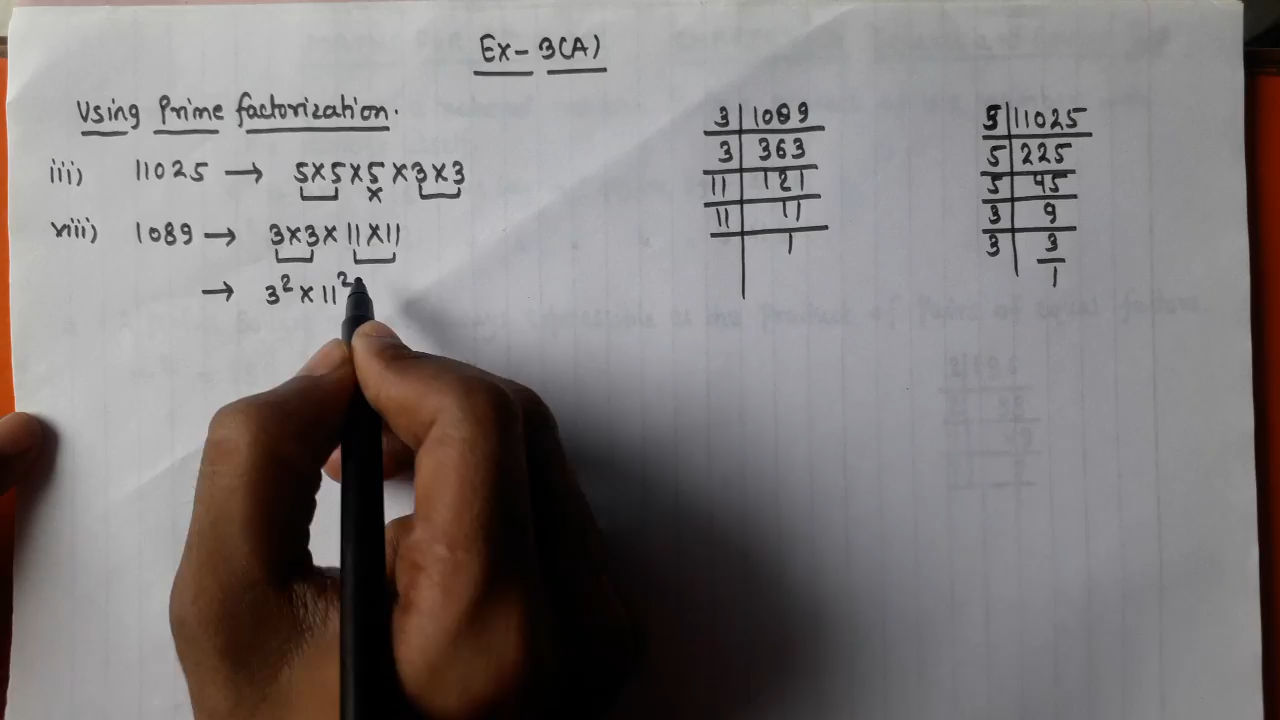 Ex- 3(A)
Using Prime factorization.
iii) 11025 → 5×5×5×3×3
×
xiii) 1089 → 3×3×11×11
→ 3² × 11²
3 | 1089
3 | 363
11 | 121
11 | 11
1
5 | 11025
5 | 225
5 | 45
3 | 9
3 | 3
1